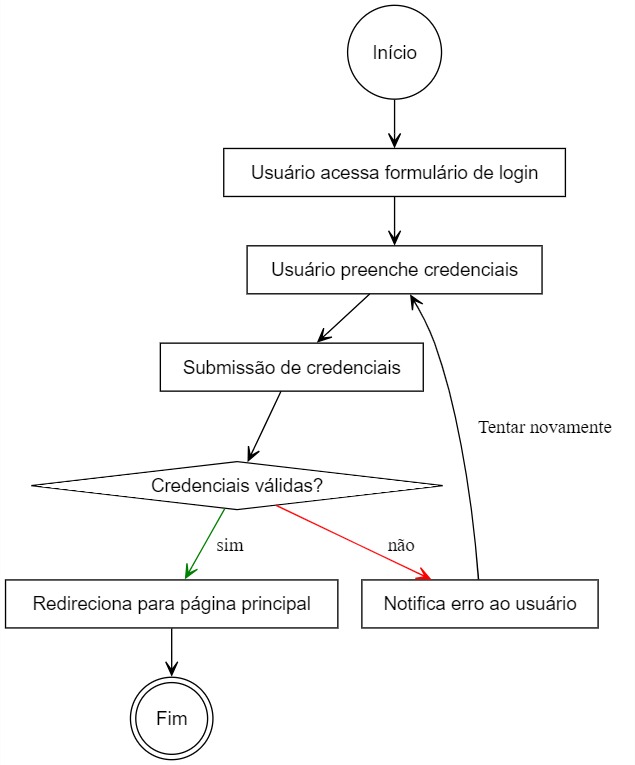 Início
Usuário acessa formulário de login
Usuário preenche credenciais
Submissão de credenciais
Tentar novamente
Credenciais válidas?
sim
não
Redireciona para página principal
Notifica erro ao usuário
Fim